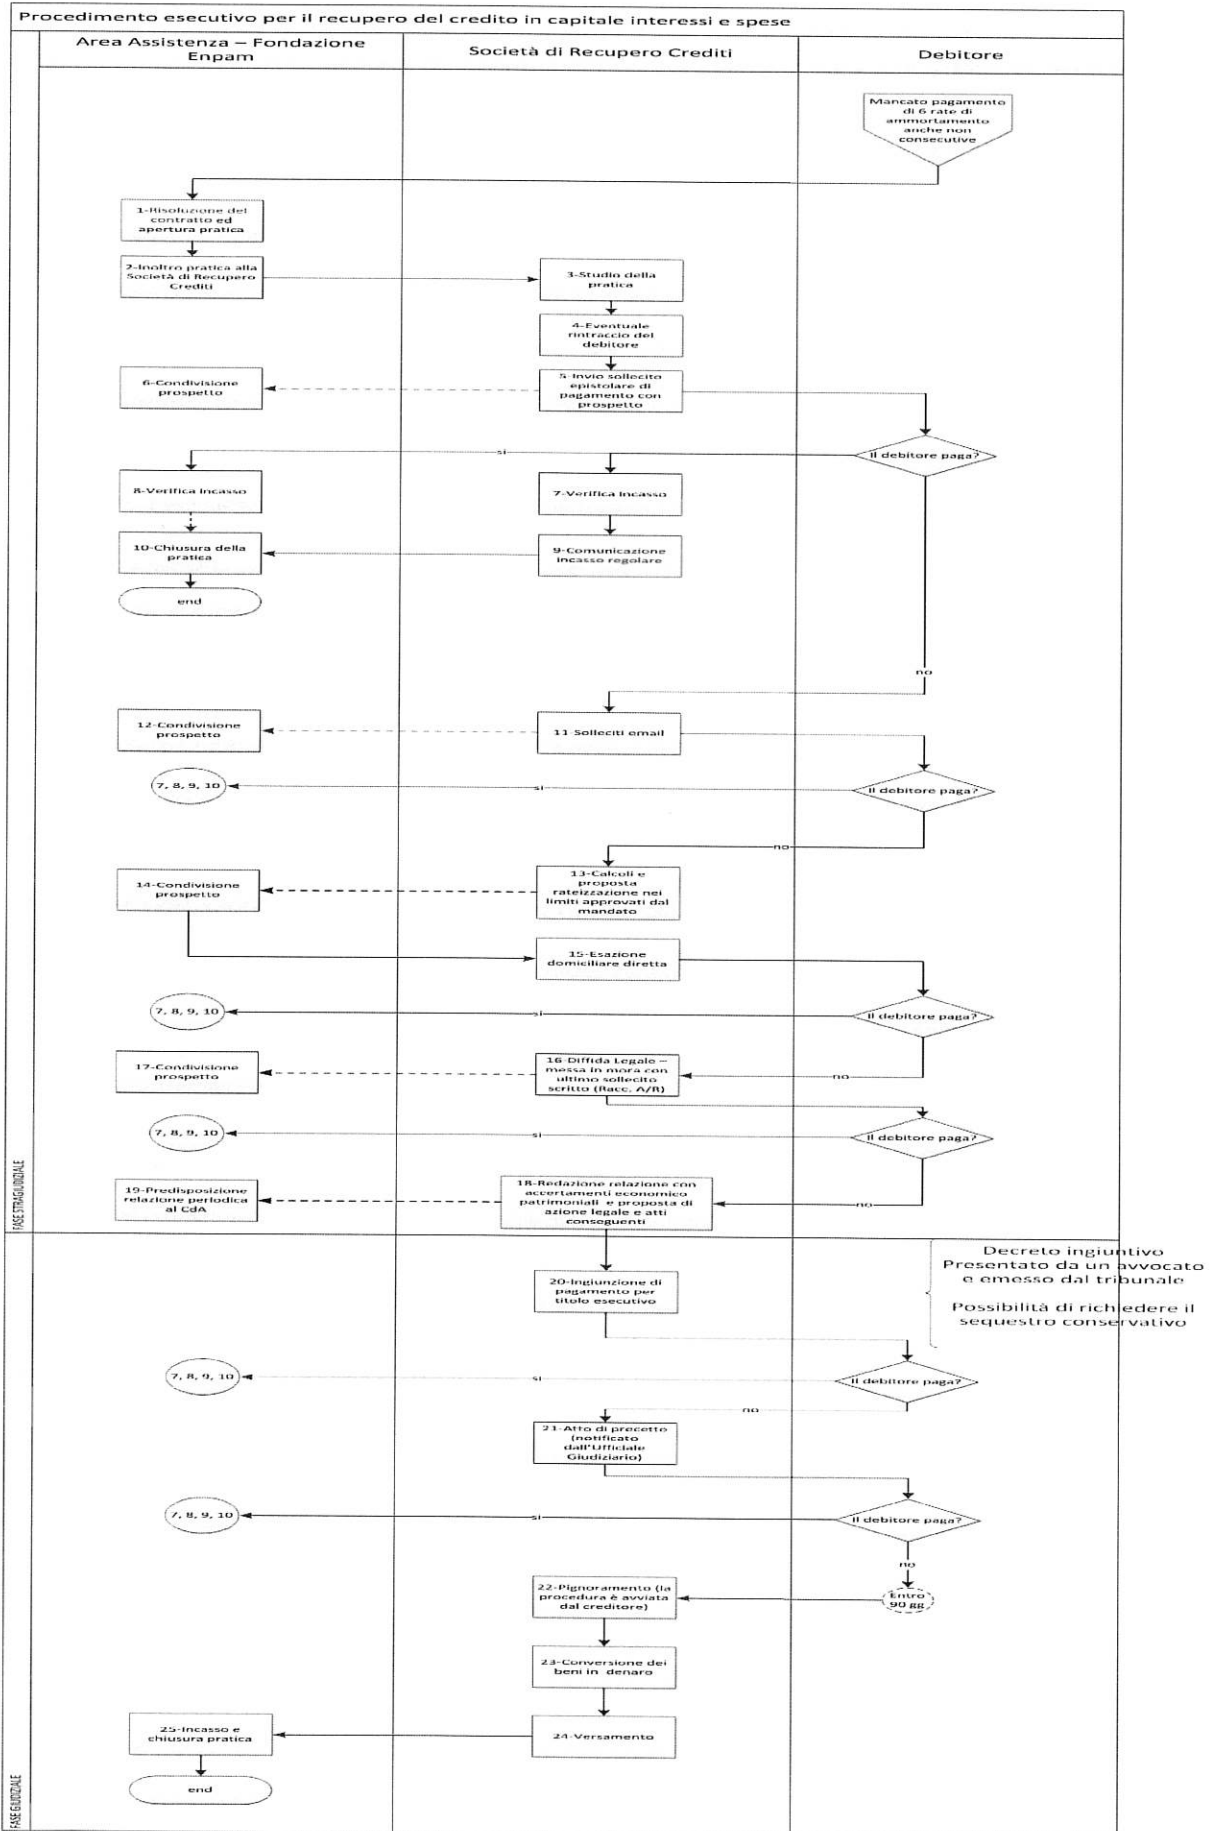 Procedimento esecutivo per il recupero del credito in capitale interessi e spese
Area Assistenza – Fondazione
Enpam
Società di Recupero Crediti
Debitore
Mancato pagamento
di 6 rate di
ammortamento
anche non
consecutive
1-Risoluzione del
contratto ed
apertura pratica
2-Inoltro pratica alla
Società di Recupero
Crediti
3-Studio della
pratica
4-Eventuale
rintraccio del
debitore
5-Invio sollecito
epistolare di
pagamento con
prospetto
6-Condivisione
prospetto
Il debitore paga?
si
8-Verifica incasso
7-Verifica incasso
10-Chiusura della
pratica
9-Comunicazione
incasso regolare
end
no
12-Condivisione
prospetto
11-Solleciti email
7, 8, 9, 10
si
Il debitore paga?
no
14-Condivisione
prospetto
13-Calcoli e
proposta
rateizzazione nei
limiti approvati dal
mandato
15-Esazione
domiciliare diretta
7, 8, 9, 10
si
Il debitore paga?
17-Condivisione
prospetto
16-Diffida Legale –
messa in mora con
ultimo sollecito
scritto (Racc. A/R)
no
7, 8, 9, 10
si
Il debitore paga?
19-Predisposizione
relazione periodica
al CdA
18-Redazione relazione con
accertamenti economico
patrimoniali e proposta di
azione legale e atti
conseguenti
no
FASE STRAGIUDIZIALE
Decreto ingiuntivo
Presentato da un avvocato
e emesso dal tribunale
Possibilità di richiedere il
sequestro conservativo
20-Ingiunzione di
pagamento per
titolo esecutivo
7, 8, 9, 10
si
Il debitore paga?
no
21-Atto di precetto
(notificato
dall'Ufficiale
Giudiziario)
7, 8, 9, 10
si
Il debitore paga?
no
22-Pignoramento (la
procedura è avviata
dal creditore)
Entro
90 gg
23-Conversione dei
beni in denaro
25-Incasso e
chiusura pratica
24-Versamento
end
FASE GIUDIZIALE